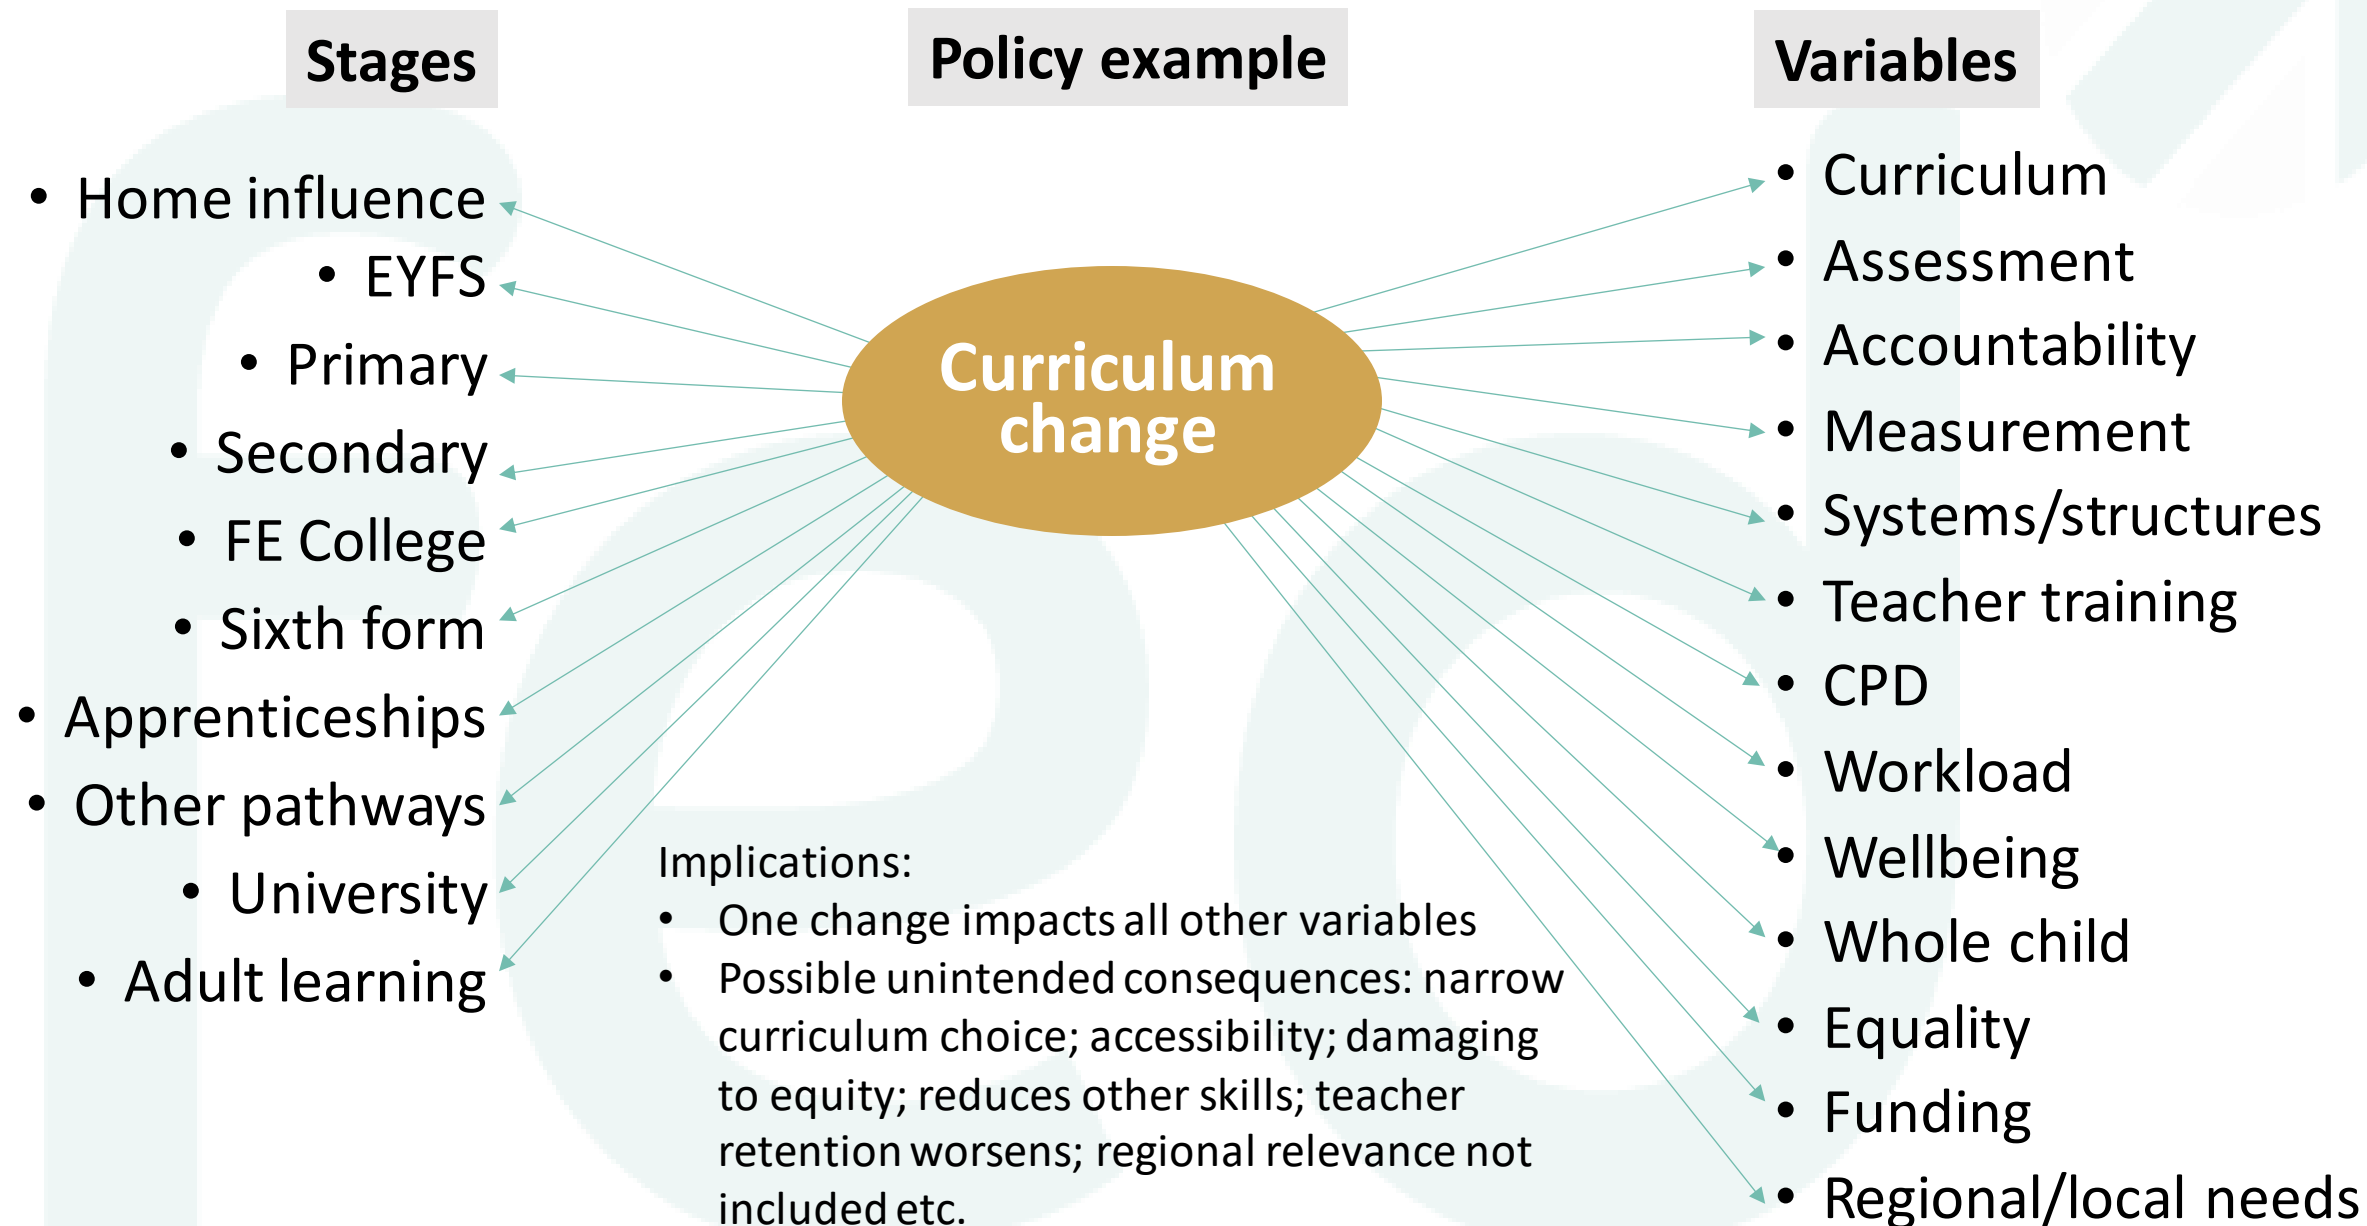 Stages
Policy example
Variables
• Home influence
• EYFS
• Primary
• Secondary
• FE College
• Sixth form
• Apprenticeships
• Other pathways
• University
• Adult learning
Curriculum
change
Implications:
• One change impacts all other variables
• Possible unintended consequences: narrow
curriculum choice; accessibility; damaging
to equity; reduces other skills; teacher
retention worsens; regional relevance not
included etc.
• Curriculum
• Assessment
• Accountability
• Measurement
• Systems/structures
• Teacher training
• CPD
• Workload
• Wellbeing
• Whole child
• Equality
• Funding
• Regional/local needs
fed